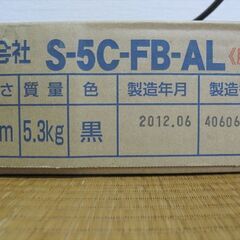 会社 S-5C-FB-AL
さ 質量 色 製造年月 製造
m 5.3kg 黒 2012.06 40606